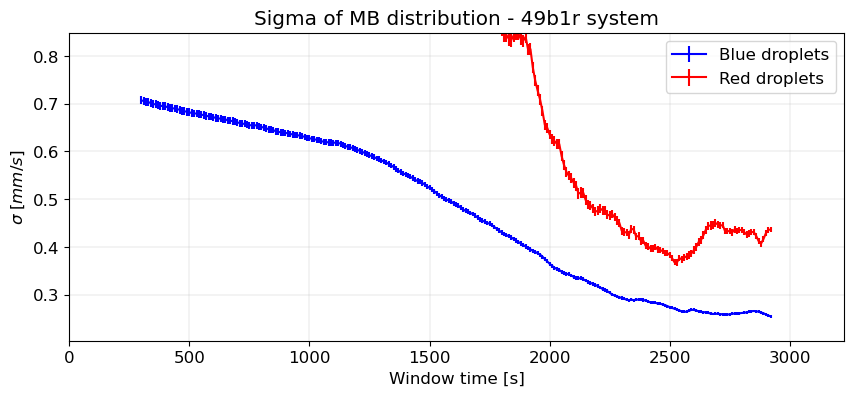 Sigma of MB distribution - 49b1r system
Blue droplets
Red droplets
σ [mm/s]
0.8
0.7
0.6
0.5
0.4
0.3
0
500
1000
1500
2000
2500
3000
Window time [s]